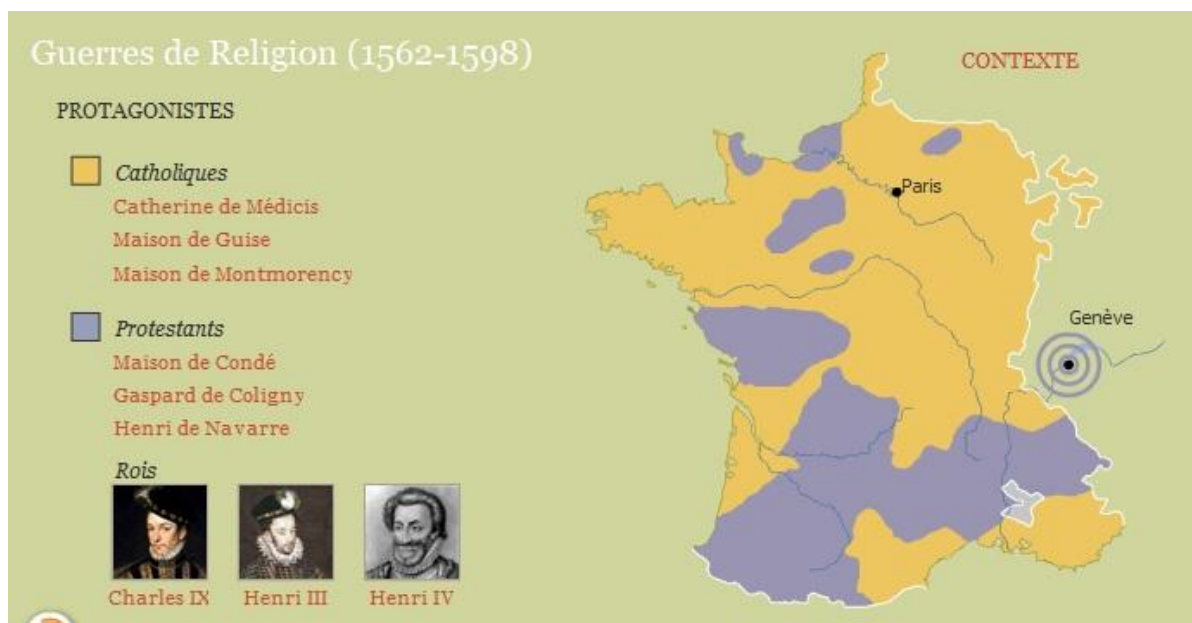 Guerres de Religion (1562-1598)
CONTEXTE
PROTAGONISTES
Catholiques
Catherine de Médicis
Maison de Guise
Maison de Montmorency
Protestants
Maison de Condé
Gaspard de Coligny
Henri de Navarre
Rois
Charles IX
Henri III
Henri IV
Paris
Genève